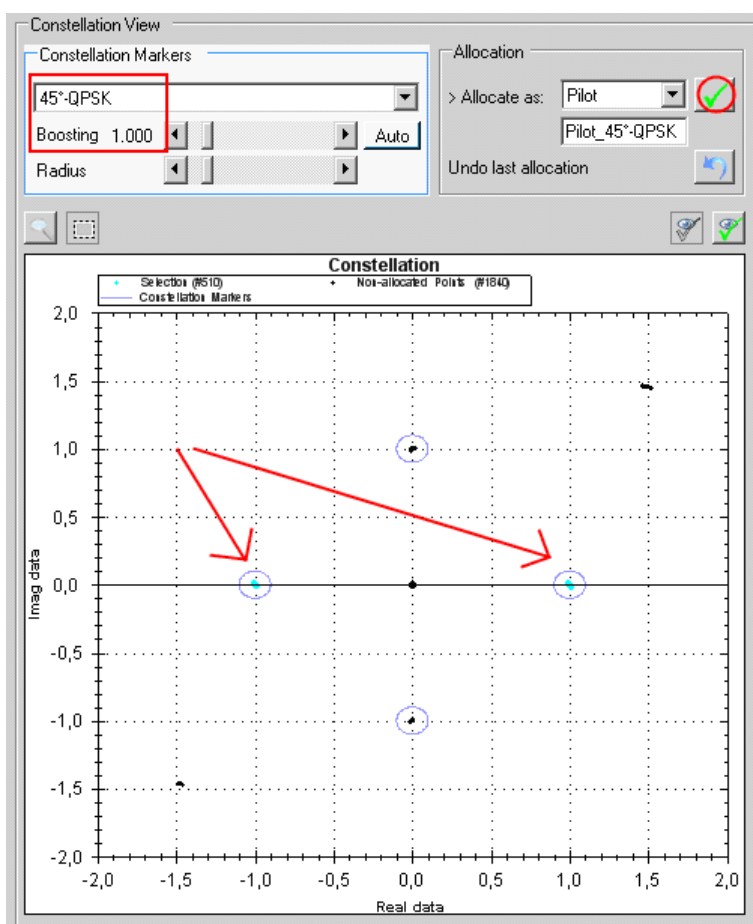 Constellation View
Constellation Markers
45°-QPSK
Boosting 1.000
Auto
Radius
Allocation
> Allocate as: Pilot
Pilot_45°-QPSK
Undo last allocation
Constellation
Selection (#510) Non-allocated Points (#1840)
Constellation Markers
2,0
1,5
1,0
0,5
0,0
-0,5
-1,0
-1,5
-2,0
Imag data
-2,0 -1,5 -1,0 -0,5 0,0 0,5 1,0 1,5 2,0
Real data